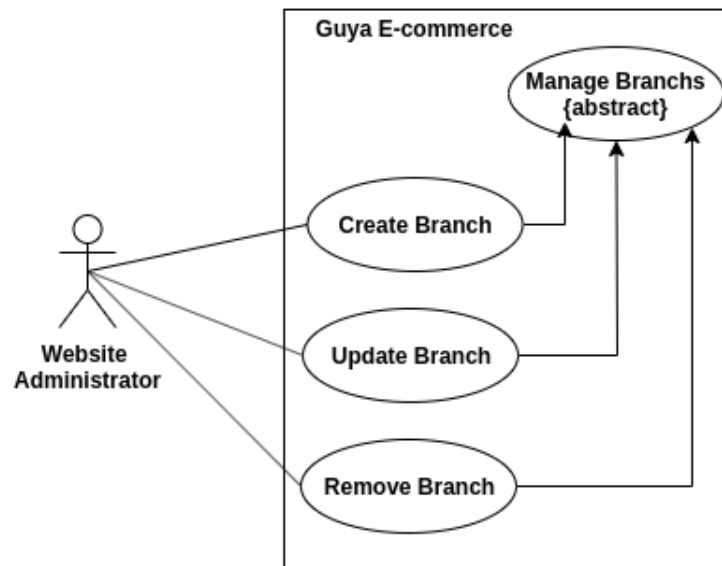 Guya E-commerce
Manage Branchs
{abstract}
Create Branch
Website
Administrator
Update Branch
Remove Branch